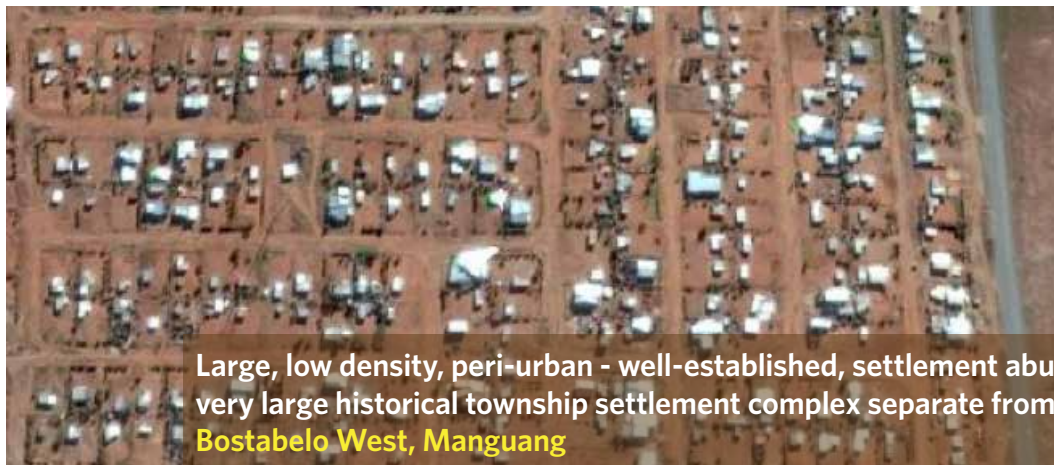 Large, low density, peri-urban - well-established, settlement abu
very large historical township settlement complex separate from
Bostabelo West, Manguang